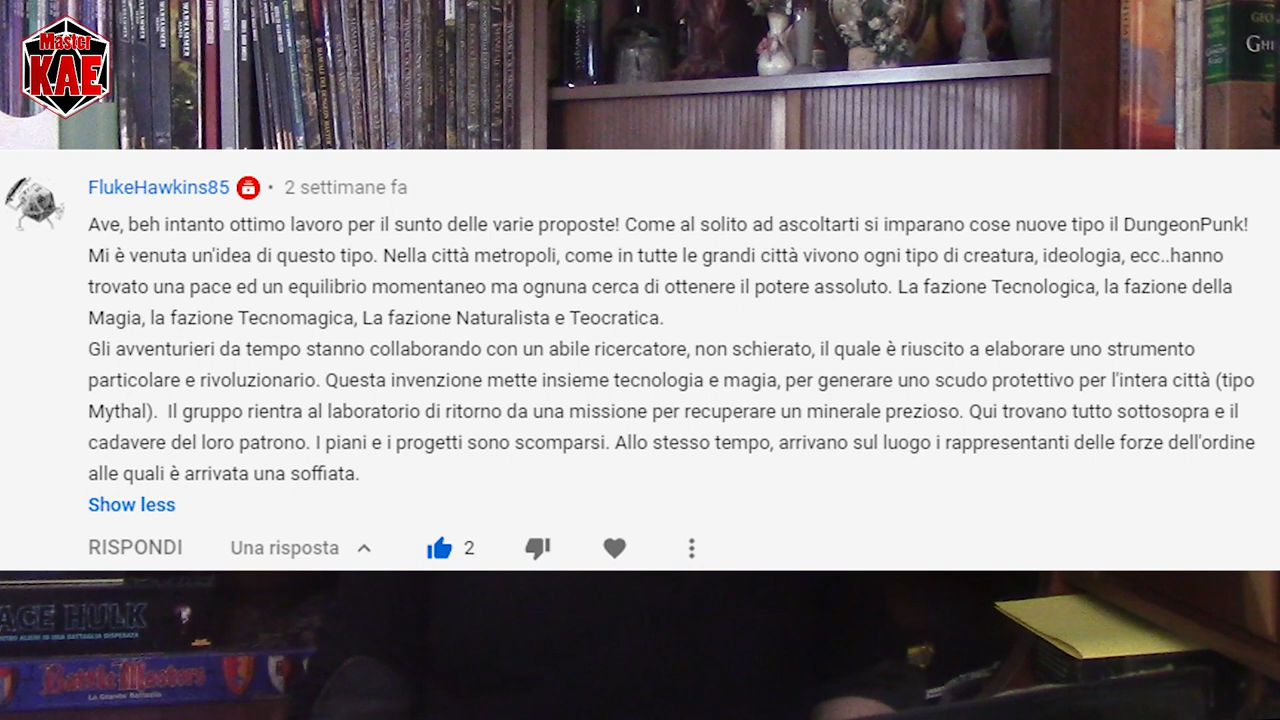 Master
KAE
WARHAMMER
WARHAMMER
GEO
GHI
FlukeHawkins85 • 2 settimane fa
Ave, beh intanto ottimo lavoro per il sunto delle varie proposte! Come al solito ad ascoltarti si imparano cose nuove tipo il DungeonPunk!
Mi è venuta un'idea di questo tipo. Nella città metropoli, come in tutte le grandi città vivono ogni tipo di creatura, ideologia, ecc..hanno
trovato una pace ed un equilibrio momentaneo ma ognuna cerca di ottenere il potere assoluto. La fazione Tecnologica, la fazione della
Magia, la fazione Tecnomagica, La fazione Naturalista e Teocratica.
Gli avventurieri da tempo stanno collaborando con un abile ricercatore, non schierato, il quale è riuscito a elaborare uno strumento
particolare e rivoluzionario. Questa invenzione mette insieme tecnologia e magia, per generare uno scudo protettivo per l'intera città (tipo
Mythal).  Il gruppo rientra al laboratorio di ritorno da una missione per recuperare un minerale prezioso. Qui trovano tutto sottosopra e il
cadavere del loro patrono. I piani e i progetti sono scomparsi. Allo stesso tempo, arrivano sul luogo i rappresentanti delle forze dell'ordine
alle quali è arrivata una soffiata.
Show less
RISPONDI Una risposta 2
ACE HULK
Battle Masters
La Grande Battaglia